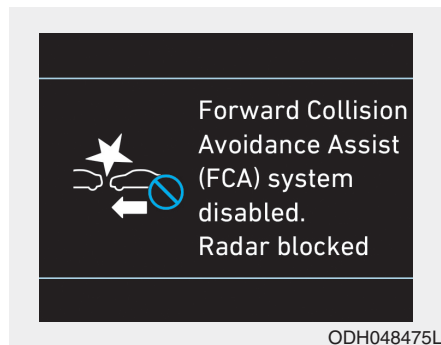 Forward Collision
Avoidance Assist
(FCA) system
disabled.
Radar blocked
ODH048475L